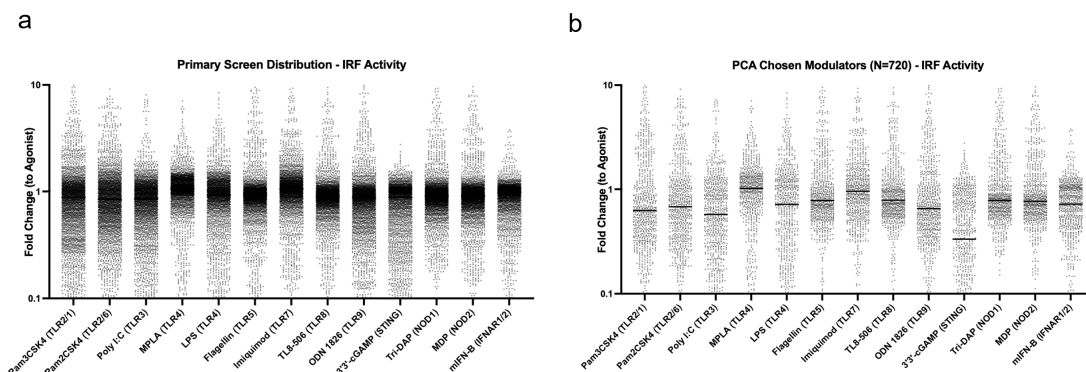 a
Primary Screen Distribution - IRF Activity
Fold Change (to Agonist)
10
1
0.1
Pam3CSK4 (TLR2/1)
Pam2CSK4 (TLR2/6)
Poly I:C (TLR3)
MPLA (TLR4)
LPS (TLR4)
Flagellin (TLR5)
Imiquimod (TLR7)
TL8-506 (TLR8)
ODN 1826 (TLR9)
3'3'-cGAMP (STING)
Tri-DAP (NOD1)
MDP (NOD2)
mIFN-B (IFNAR1/2)
b
PCA Chosen Modulators (N=720) - IRF Activity
Fold Change (to Agonist)
10
1
0.1
Pam3CSK4 (TLR2/1)
Pam2CSK4 (TLR2/6)
Poly I:C (TLR3)
MPLA (TLR4)
LPS (TLR4)
Flagellin (TLR5)
Imiquimod (TLR7)
TL8-506 (TLR8)
ODN 1826 (TLR9)
3'3'-cGAMP (STING)
Tri-DAP (NOD1)
MDP (NOD2)
mIFN-B (IFNAR1/2)